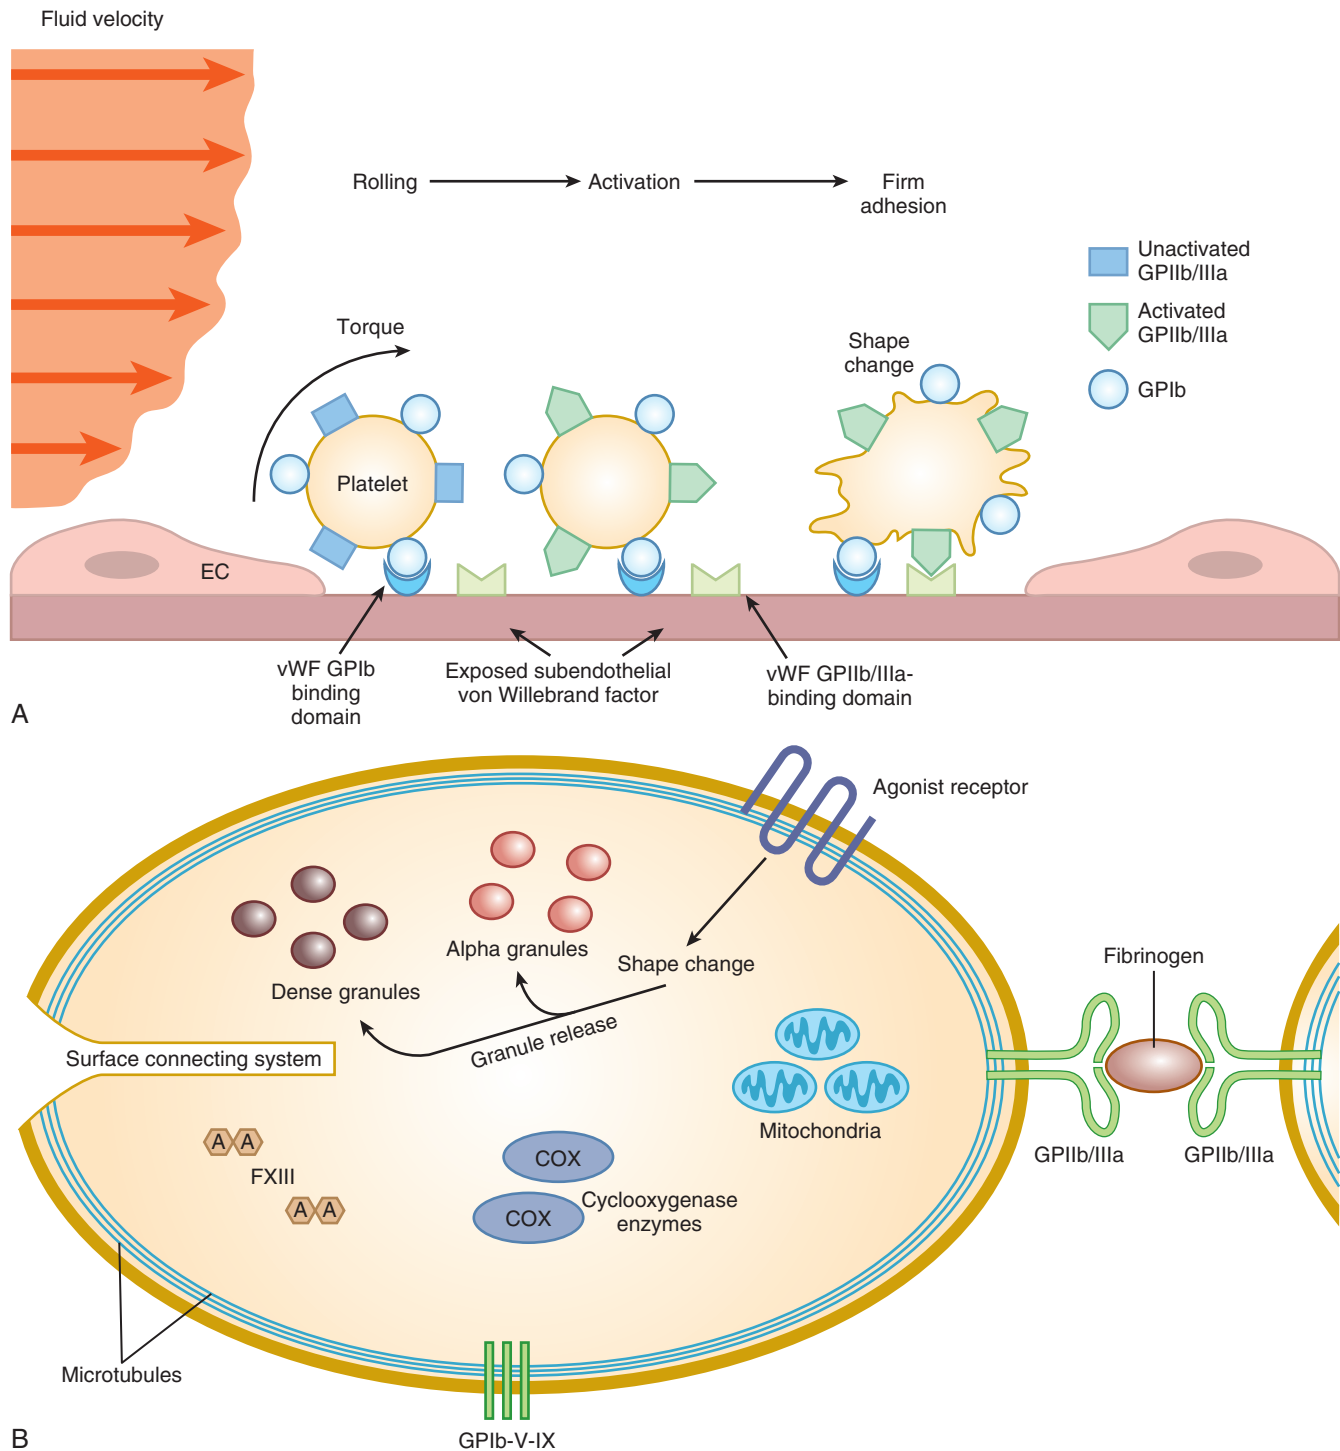 Fluid velocity
Rolling
Activation
Firm
adhesion
Unactivated
GPIIb/IIIa
Activated
GPIIb/IIIa
GPIb
Torque
Shape
change
Platelet
EC
vWF GPIb
binding
domain
Exposed subendothelial
von Willebrand factor
vWF GPIIb/IIIa-
binding domain
A
Agonist receptor
Alpha granules
Dense granules
Shape change
Granule release
Surface connecting system
Fibrinogen
Mitochondria
GPIIb/IIIa
GPIIb/IIIa
A A
FXIII
A A
COX
COX
Cyclooxygenase
enzymes
Microtubules
GPIb-V-IX
B